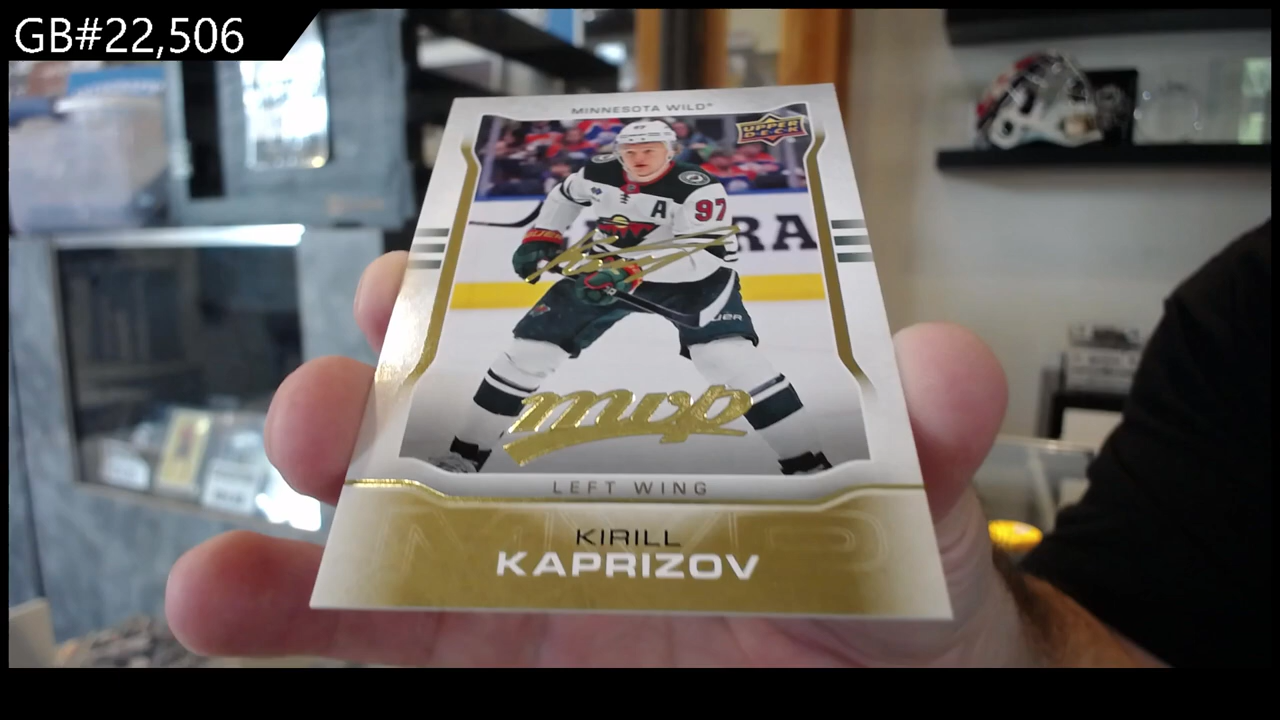 GB#22,506
MINNESOTA WILD
UPPER
DECK
A
97
RA
mvp
LEFT WING
KIRILL
KAPRIZOV